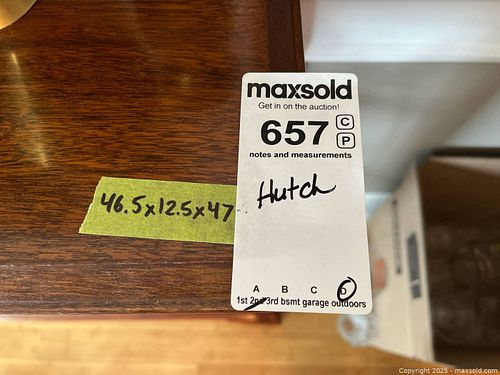 maxsold
Get in on the auction!
657 C
P
notes and measurements
Hutch
46.5x12.5x47
A B C D
1st 2nd 3rd bsmt garage outdoors
Copyright 2025 - maxsold.com